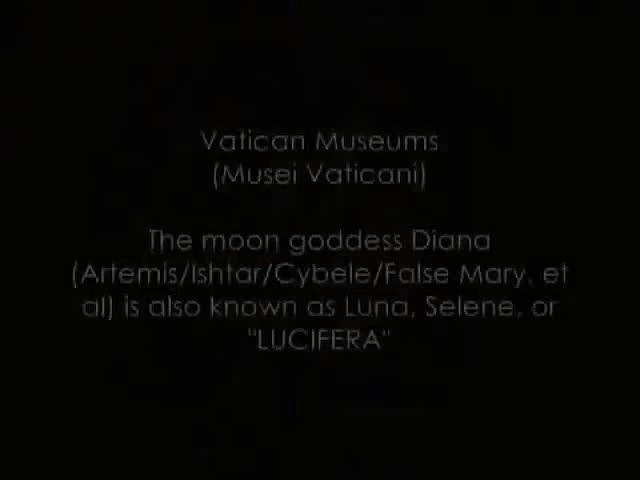 Vatican Museums
(Musei Vaticani)
The moon goddess Diana
(Artemis/Ishtar/Cybele/False Mary, et
al) is also known as Luna, Selene, or
"LUCIFERA"